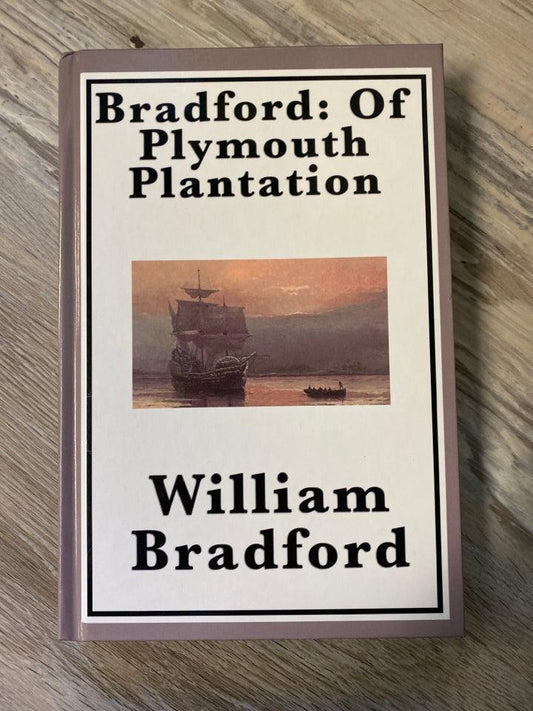 Bradford: Of
Plymouth
Plantation
William
Bradford